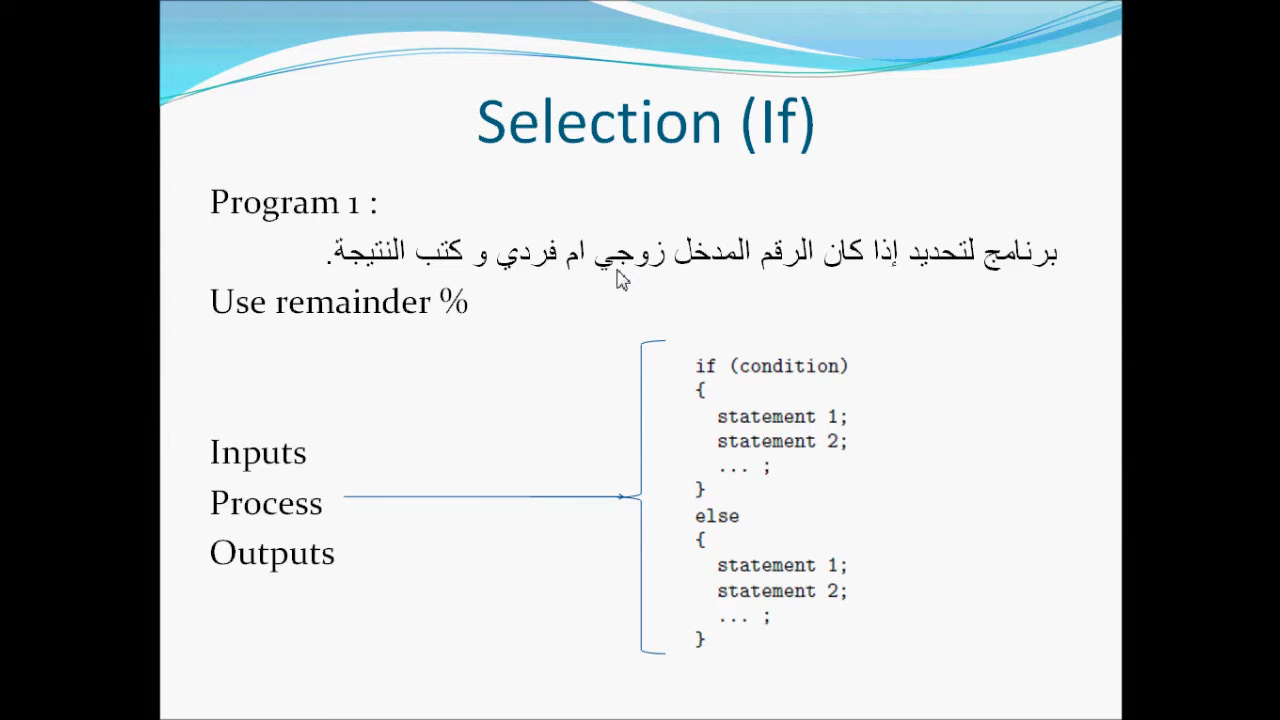 Selection (If)
Program 1 :
برنامج لتحديد إذا كان الرقم المدخل زوجي ام فردي و كتب النتيجة.
Use remainder %
Inputs
Process
Outputs
if (condition)
{
statement 1;
statement 2;
... ;
}
else
{
statement 1;
statement 2;
... ;
}